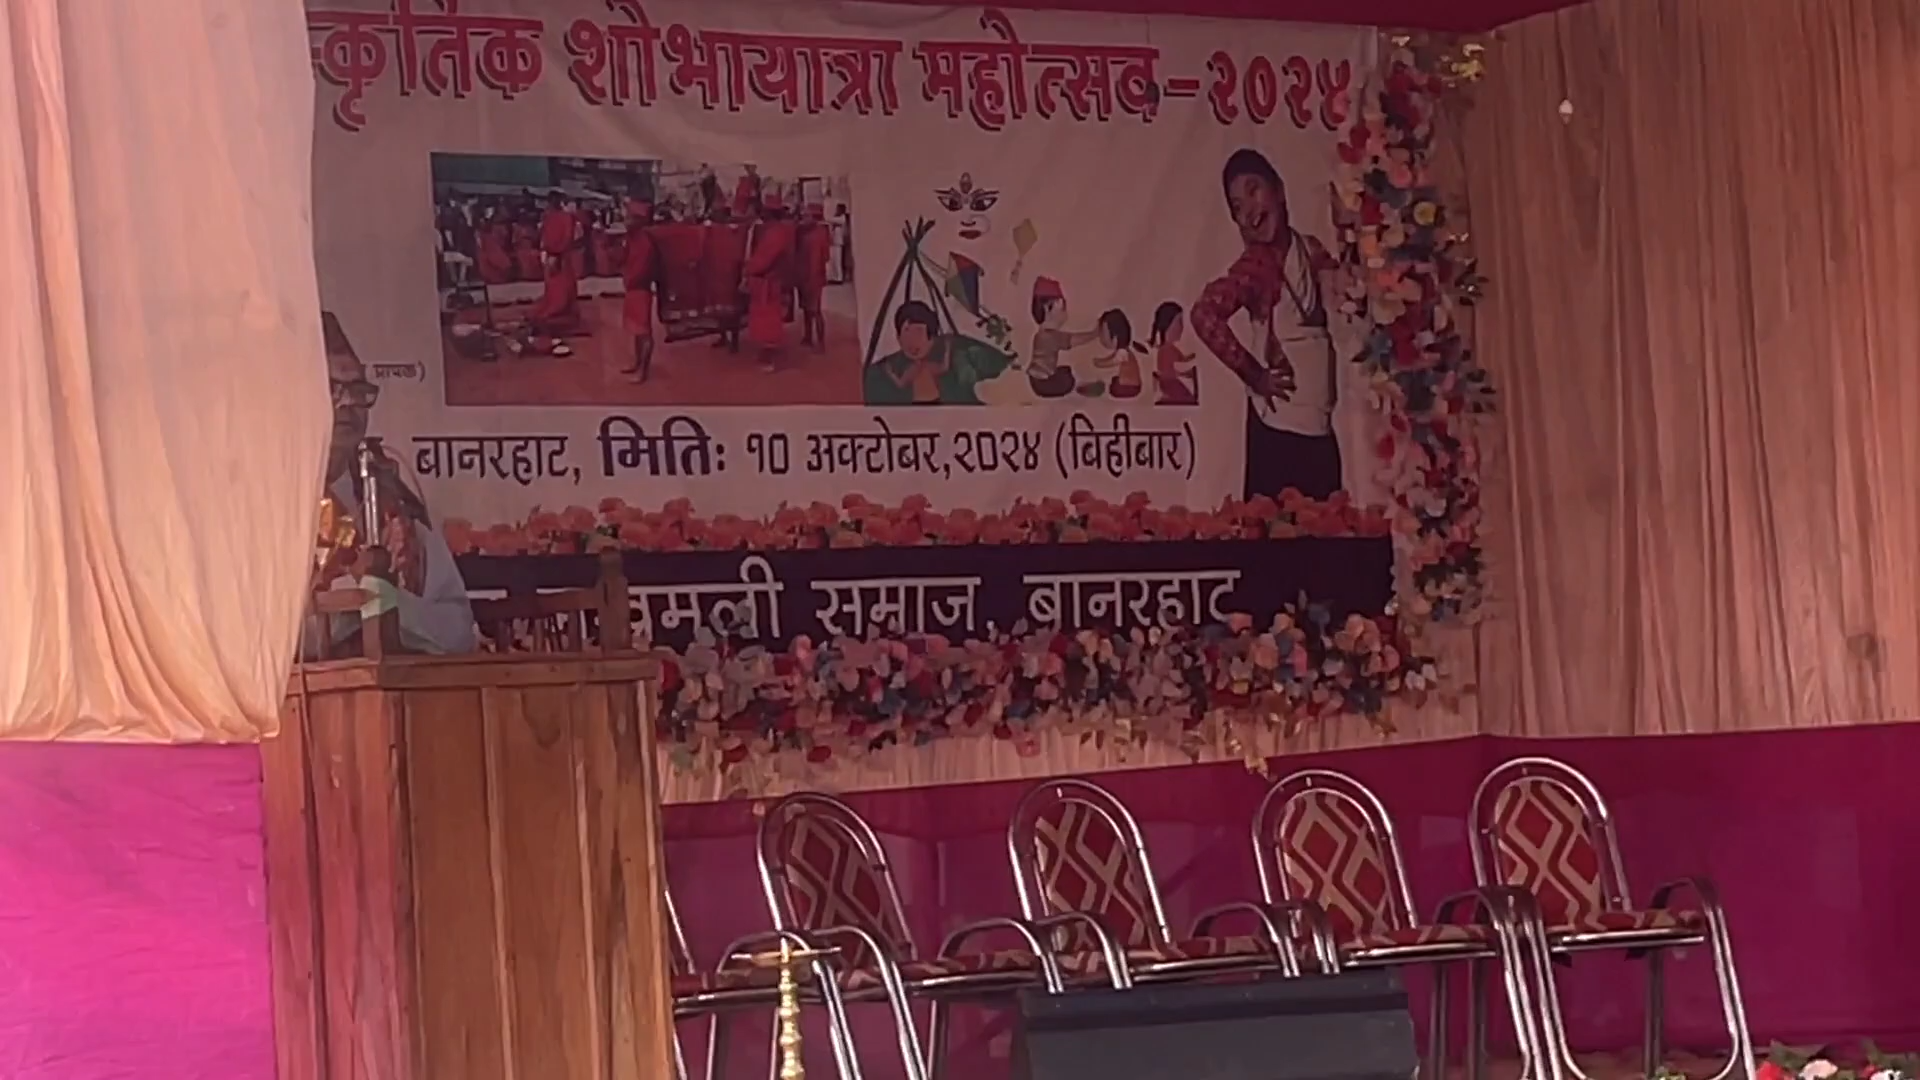 स्कृतिक शोभायात्रा महोत्सव-२०२४
बानरहाट, मितिः १० अक्टोबर,२०२४ (बिहीबार)
समाज, बानरहाट